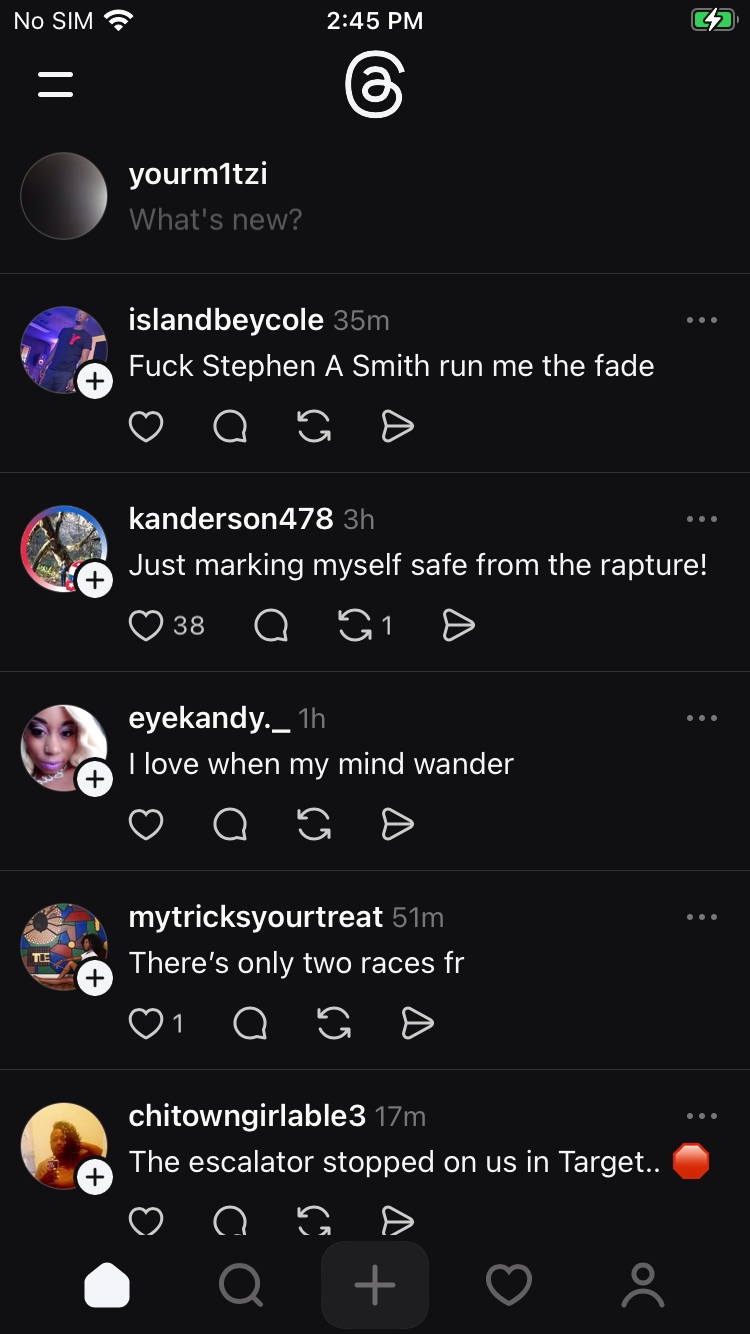 No SIM 2:45 PM
yourm1tzi
What's new?
islandbeycole 35m
Fuck Stephen A Smith run me the fade
kanderson478 3h
Just marking myself safe from the rapture!
38 1
eyekandy._ 1h
I love when my mind wander
mytricksyourtreat 51m
There’s only two races fr
1
chitowngirlable3 17m
The escalator stopped on us in Target.. 🛑